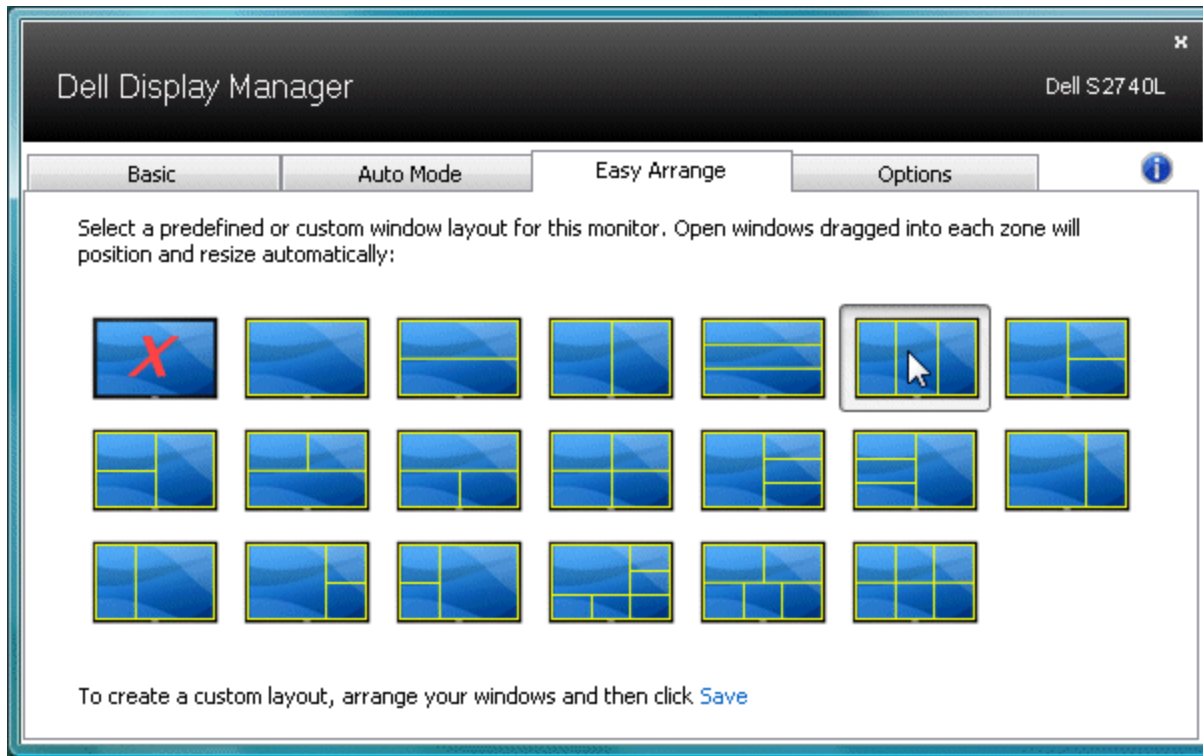 Dell Display Manager
Dell S2740L
Basic
Auto Mode
Easy Arrange
Options
Select a predefined or custom window layout for this monitor. Open windows dragged into each zone will
position and resize automatically:
To create a custom layout, arrange your windows and then click Save